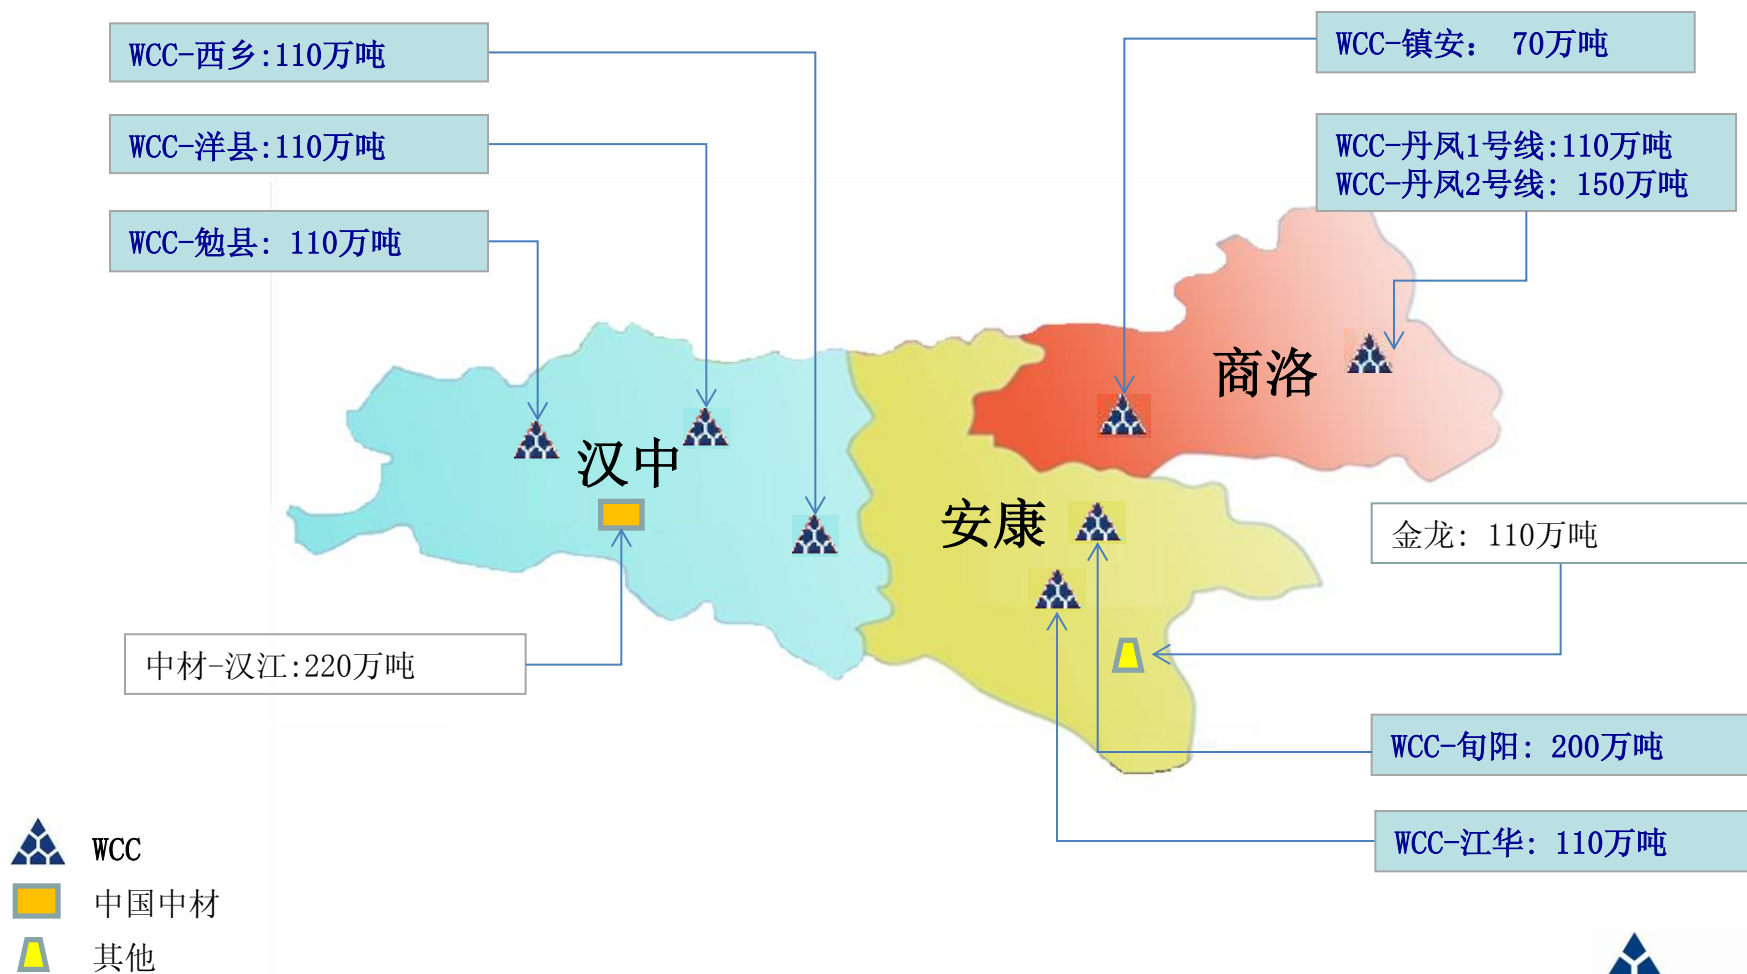 WCC-西乡:110万吨
WCC-洋县:110万吨
WCC-勉县: 110万吨
WCC-镇安: 70万吨
WCC-丹凤1号线:110万吨
WCC-丹凤2号线: 150万吨
商洛
汉中
安康
金龙: 110万吨
中材-汉江:220万吨
WCC-旬阳: 200万吨
WCC-江华: 110万吨
WCC
中国中材
其他